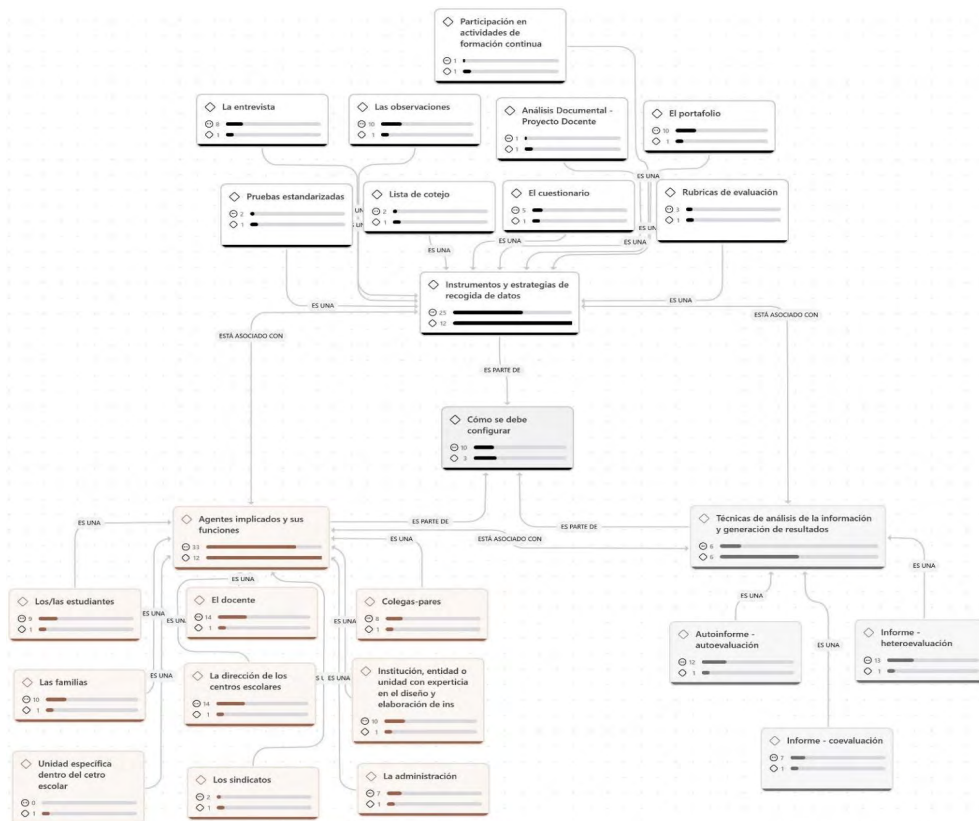 Participación en
actividades de
formación continua
1
1
La entrevista
8
1
Las observaciones
10
1
Análisis Documental -
Proyecto Docente
1
1
El portafolio
10
1
ES UNA
Pruebas estandarizadas
2
1
Lista de cotejo
2
1
El cuestionario
5
1
Rubricas de evaluación
3
1
ES UNA
ES UNA
Instrumentos y estrategias de
recogida de datos
25
12
ES UNA
ES UNA
ESTÁ ASOCIADO CON
ESTÁ ASOCIADO CON
ES PARTE DE
Cómo se debe
configurar
10
3
ES UNA
Agentes implicados y sus
funciones
33
12
ES PARTE DE
ES UNA
ESTÁ ASOCIADO CON
ES PARTE DE
Técnicas de análisis de la información
y generación de resultados
6
6
ES UNA
Los/las estudiantes
9
1
ES UNA
El docente
14
1
ES UNA
Colegas-pares
8
1
ES UNA
ES UNA
ES UNA
Autoinforme -
autoevaluación
12
1
ES UNA
Informe -
heteroevaluación
13
1
Las familias
10
1
La dirección de los
centros escolares
14
1
ES UNA
Institución, entidad o
unidad con experticia
en el diseño y
elaboración de ins
10
1
Informe - coevaluación
7
1
Unidad específica
dentro del cetro
escolar
0
1
Los sindicatos
2
1
La administración
7
1